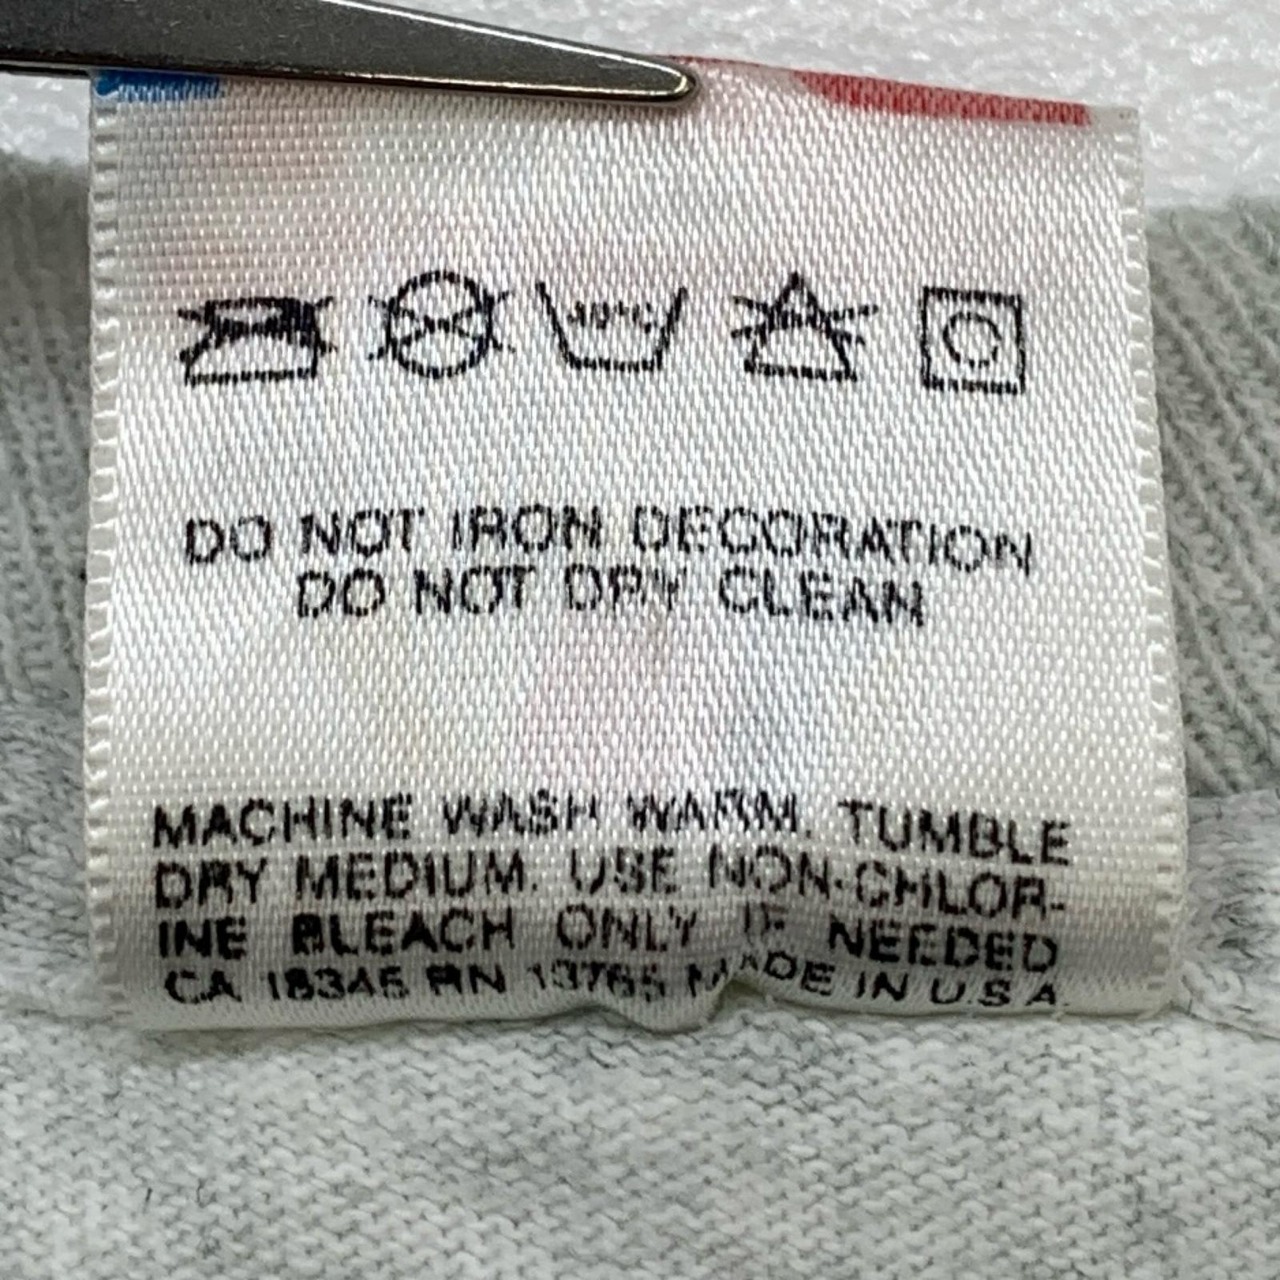 40°C
DO NOT IRON DECORATION
DO NOT DRY CLEAN
MACHINE WASH WARM. TUMBLE
DRY MEDIUM. USE NON-CHLOR-
INE BLEACH ONLY IF NEEDED
CA 18345 RN 13765 MADE IN U.S.A.